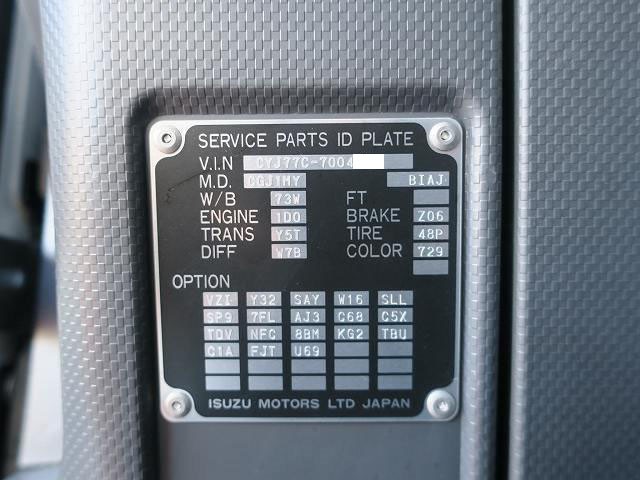 SERVICE PARTS ID PLATE
V.I.N CYJ77C-7004
M.D. CGJ1MY BIAJ
W/B 73W FT
ENGINE 1D0 BRAKE Z06
TRANS Y5T TIRE 48P
DIFF W7B COLOR 729
OPTION
VZI Y32 SAY W16 SLL
SP9 7FL AJ3 C68 C5X
TDV NFC 8BM KG2 TBU
C1A FJT U69
ISUZU MOTORS LTD JAPAN